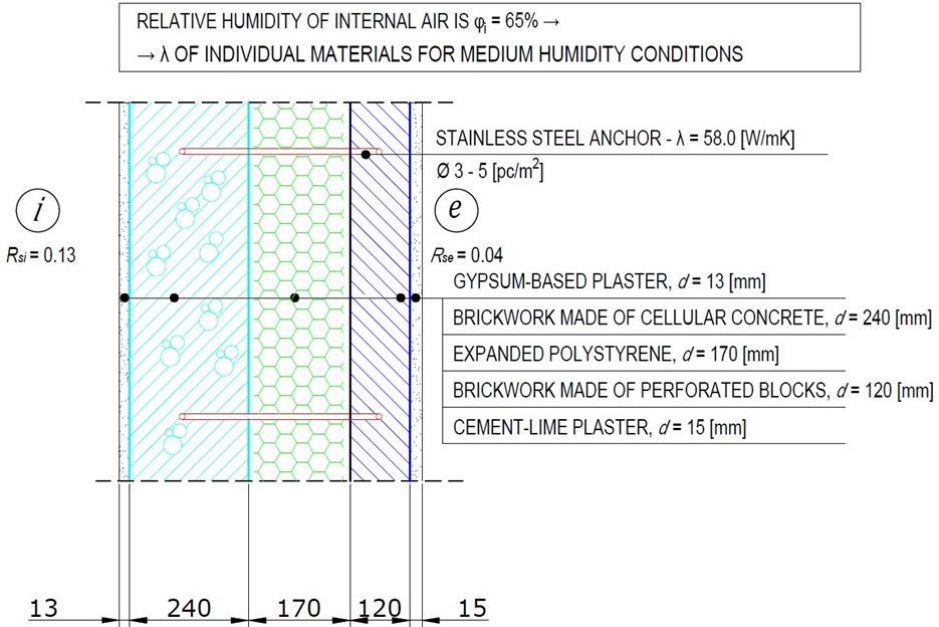 RELATIVE HUMIDITY OF INTERNAL AIR IS φi = 65% →
→ λ OF INDIVIDUAL MATERIALS FOR MEDIUM HUMIDITY CONDITIONS
STAINLESS STEEL ANCHOR - λ = 58.0 [W/mK]
Ø 3 - 5 [pc/m²]
i
e
Rsi = 0.13
Rse = 0.04
GYPSUM-BASED PLASTER, d = 13 [mm]
BRICKWORK MADE OF CELLULAR CONCRETE, d = 240 [mm]
EXPANDED POLYSTYRENE, d = 170 [mm]
BRICKWORK MADE OF PERFORATED BLOCKS, d = 120 [mm]
CEMENT-LIME PLASTER, d = 15 [mm]
13 240 170 120 15